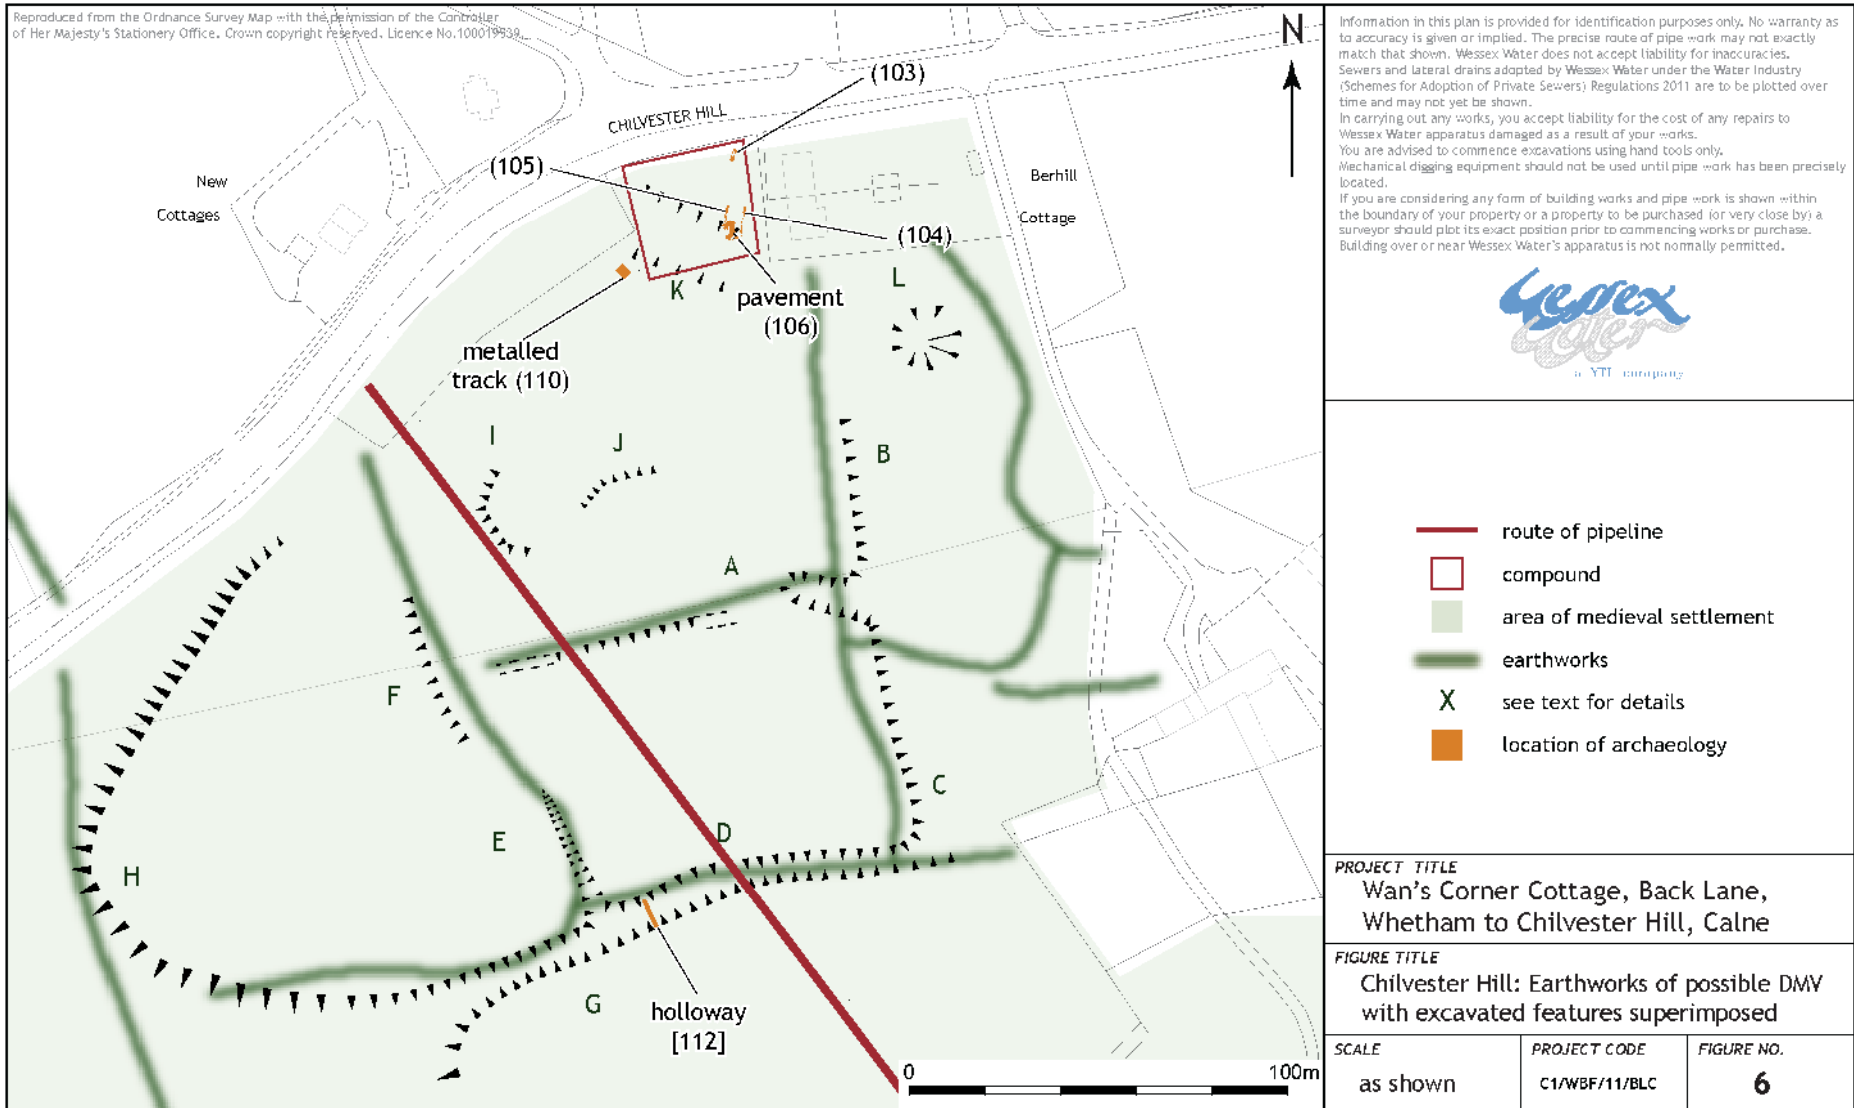 Reproduced from the Ordnance Survey Map with the permission of the Controller
of Her Majesty's Stationery Office. Crown copyright reserved. Licence No.100019539.
N
(103)
CHILVESTER HILL
(105)
New
Cottages
Berhill
Cottage
(104)
K
L
pavement
(106)
metalled
track (110)
I
J
B
A
F
C
D
E
H
G
holloway
[112]
0
100m
Information in this plan is provided for identification purposes only. No warranty as
to accuracy is given or implied. The precise route of pipe work may not exactly
match that shown. Wessex Water does not accept liability for inaccuracies.
Sewers and lateral drains adopted by Wessex Water under the Water Industry
(Schemes for Adoption of Private Sewers) Regulations 2011 are to be plotted over
time and may not yet be shown.
In carrying out any works, you accept liability for the cost of any repairs to
Wessex Water apparatus damaged as a result of your works.
You are advised to commence excavations using hand tools only.
Mechanical digging equipment should not be used until pipe work has been precisely
located.
If you are considering any form of building works and pipe work is shown within
the boundary of your property or a property to be purchased (or very close by) a
surveyor should plot its exact position prior to commencing works or purchase.
Building over or near Wessex Water's apparatus is not normally permitted.
Wessex
Water
a YTL company
route of pipeline
compound
area of medieval settlement
earthworks
X see text for details
location of archaeology
PROJECT TITLE
Wan's Corner Cottage, Back Lane,
Whetham to Chilvester Hill, Calne
FIGURE TITLE
Chilvester Hill: Earthworks of possible DMV
with excavated features superimposed
SCALE
as shown
PROJECT CODE
C1/WBF/11/BLC
FIGURE NO.
6